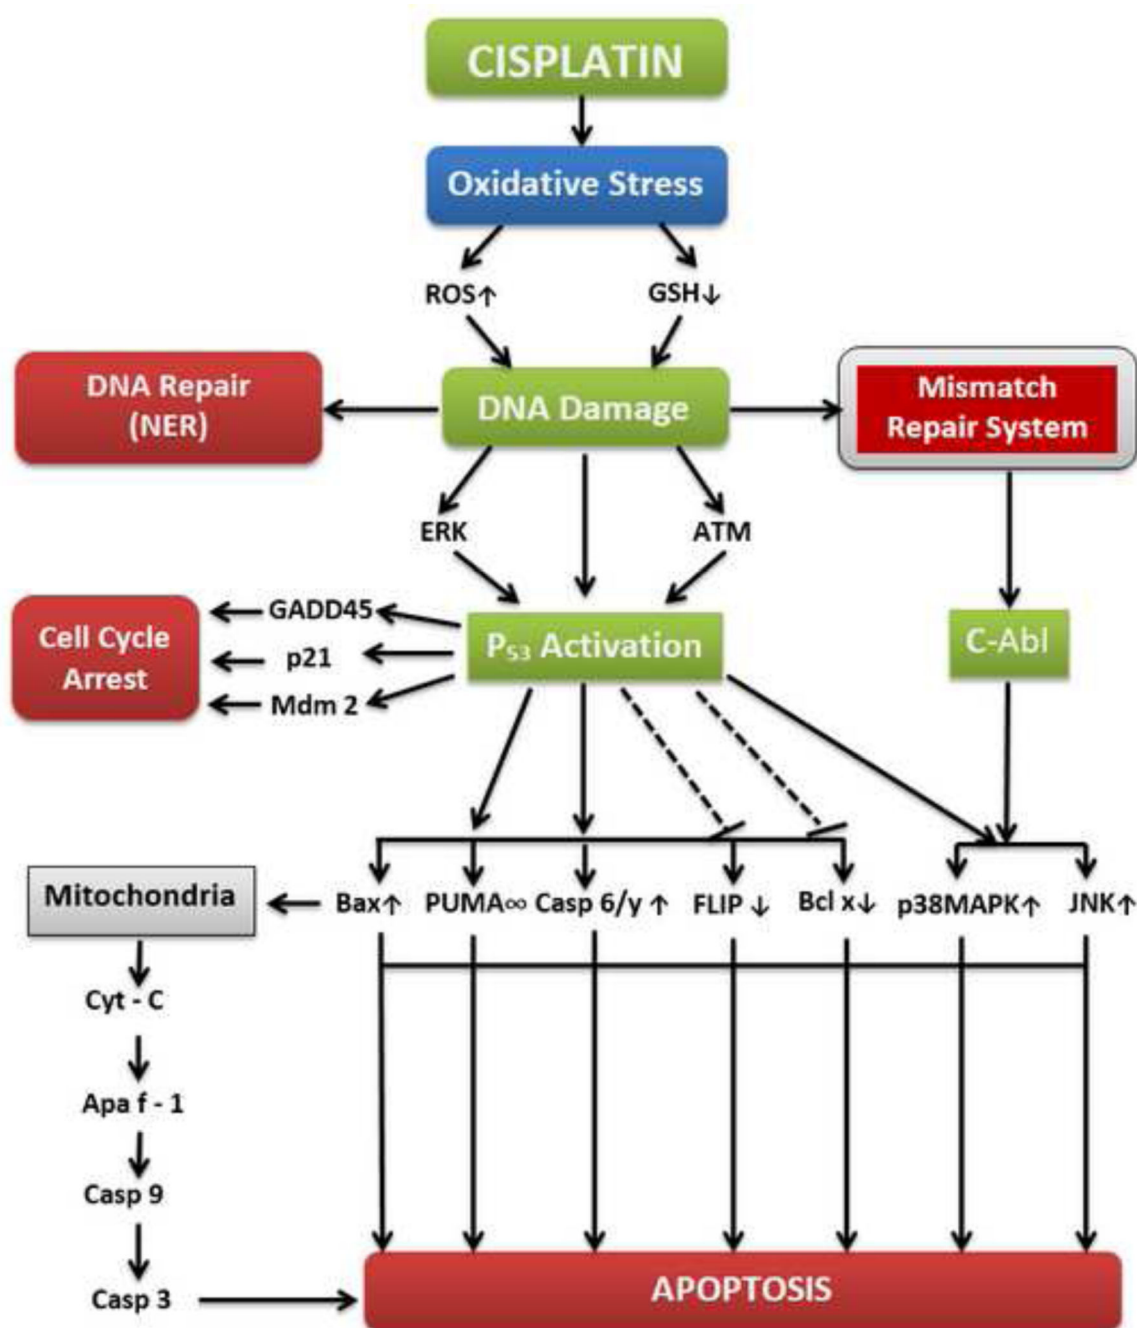 CISPLATIN
Oxidative Stress
ROS↑
GSH↓
DNA Repair
(NER)
DNA Damage
Mismatch
Repair System
ERK
ATM
Cell Cycle
Arrest
GADD45
p21
Mdm 2
P₅₃ Activation
C-Abl
Mitochondria
Bax↑
PUMA∞
Casp 6/y ↑
FLIP ↓
Bcl x↓
p38MAPK↑
JNK↑
Cyt - C
Apa f - 1
Casp 9
Casp 3
APOPTOSIS